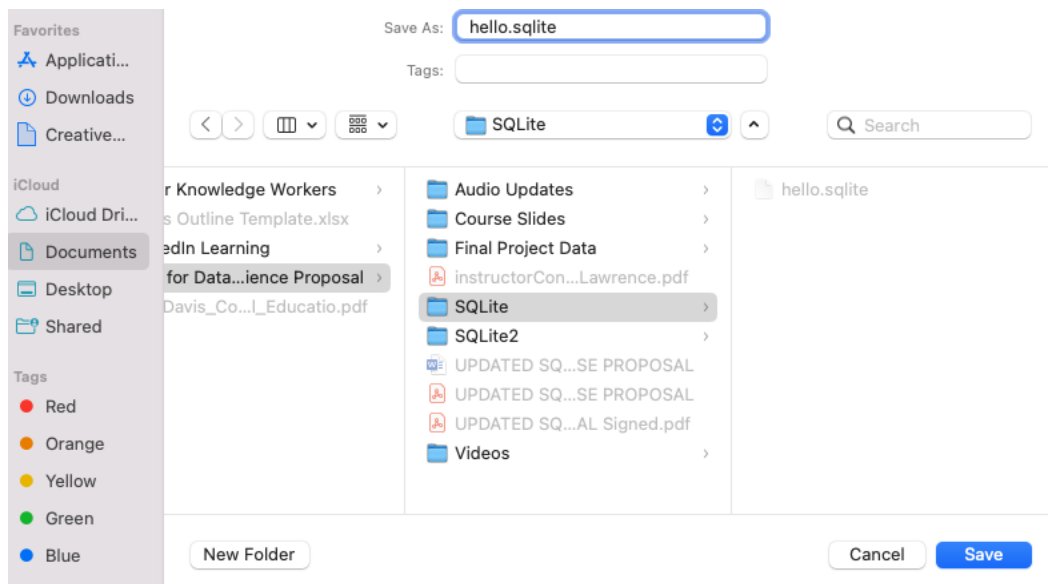 Favorites
Applicati...
Downloads
Creative...
iCloud
iCloud Dri...
Documents
Desktop
Shared
Tags
Red
Orange
Yellow
Green
Blue
Save As: hello.sqlite
Tags:
SQLite
Search
r Knowledge Workers
s Outline Template.xlsx
edIn Learning
for Data...ience Proposal
Davis_Co...l_Educatio.pdf
Audio Updates
Course Slides
Final Project Data
instructorCon...Lawrence.pdf
SQLite
SQLite2
UPDATED SQ...SE PROPOSAL
UPDATED SQ...SE PROPOSAL
UPDATED SQ...AL Signed.pdf
Videos
hello.sqlite
New Folder
Cancel
Save